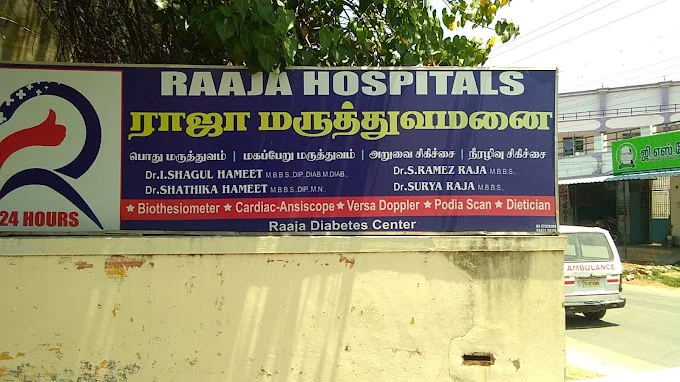 RAAJA HOSPITALS
ராஜா மருத்துவமனை
பொது மருத்துவம் | மகப்பேறு மருத்துவம் | அறுவை சிகிச்சை | நீரழிவு சிகிச்சை
Dr.I.SHAGUL HAMEET M.B.B.S.,DIP.,DIAB.M.DIAB.,
Dr.S.RAMEZ RAJA M.B.B.S.,
Dr.SHATHIKA HAMEET M.B.B.S.,DIP.,M.N.,
Dr.SURYA RAJA M.B.B.S.,
★ Biothesiometer ★ Cardiac-Ansiscope ★ Versa Doppler ★ Podia Scan ★ Dietician
Raaja Diabetes Center
24 HOURS
ஜி.எஸ்
AMBULANCE